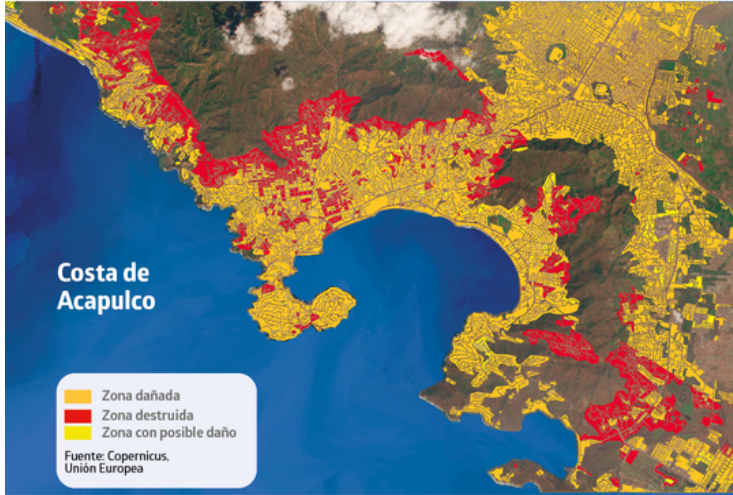 Costa de
Acapulco
Zona dañada
Zona destruida
Zona con posible daño
Fuente: Copernicus,
Unión Europea